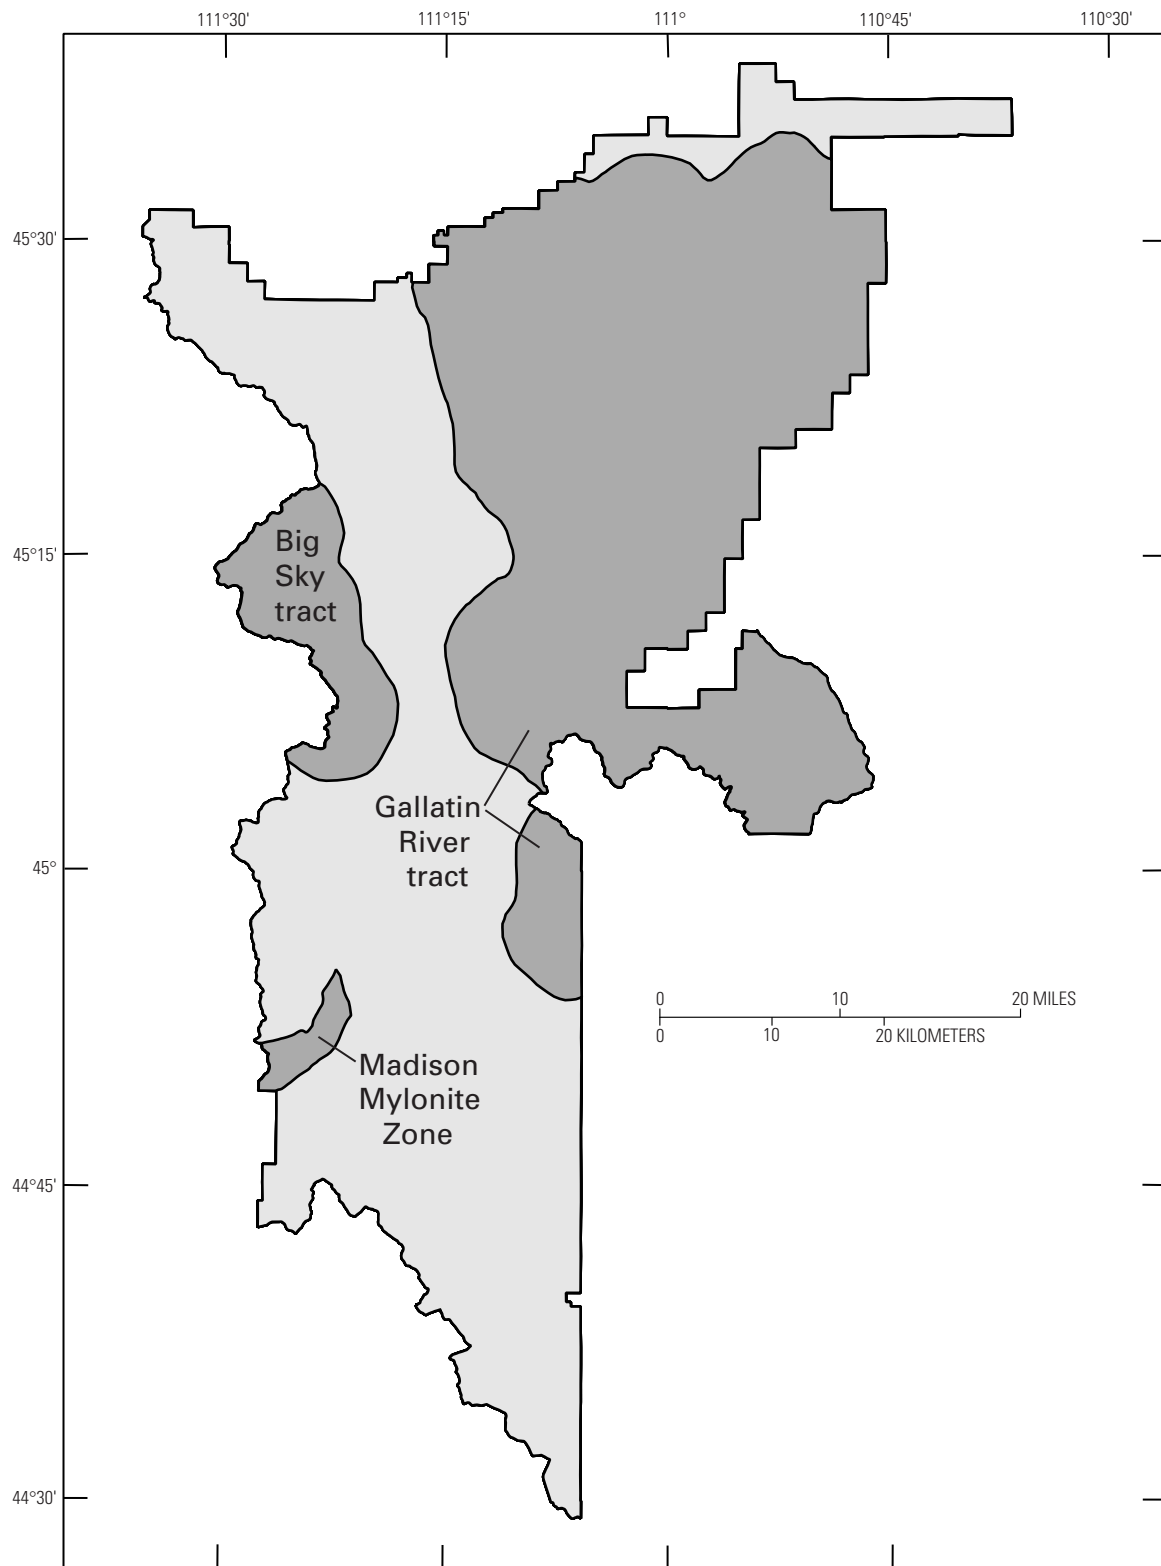 111°30' 111°15' 111° 110°45' 110°30'
45°30'
45°15'
Big
Sky
tract
Gallatin
River
tract
45°
0 10 20 MILES
0 10 20 KILOMETERS
Madison
Mylonite
Zone
44°45'
44°30'